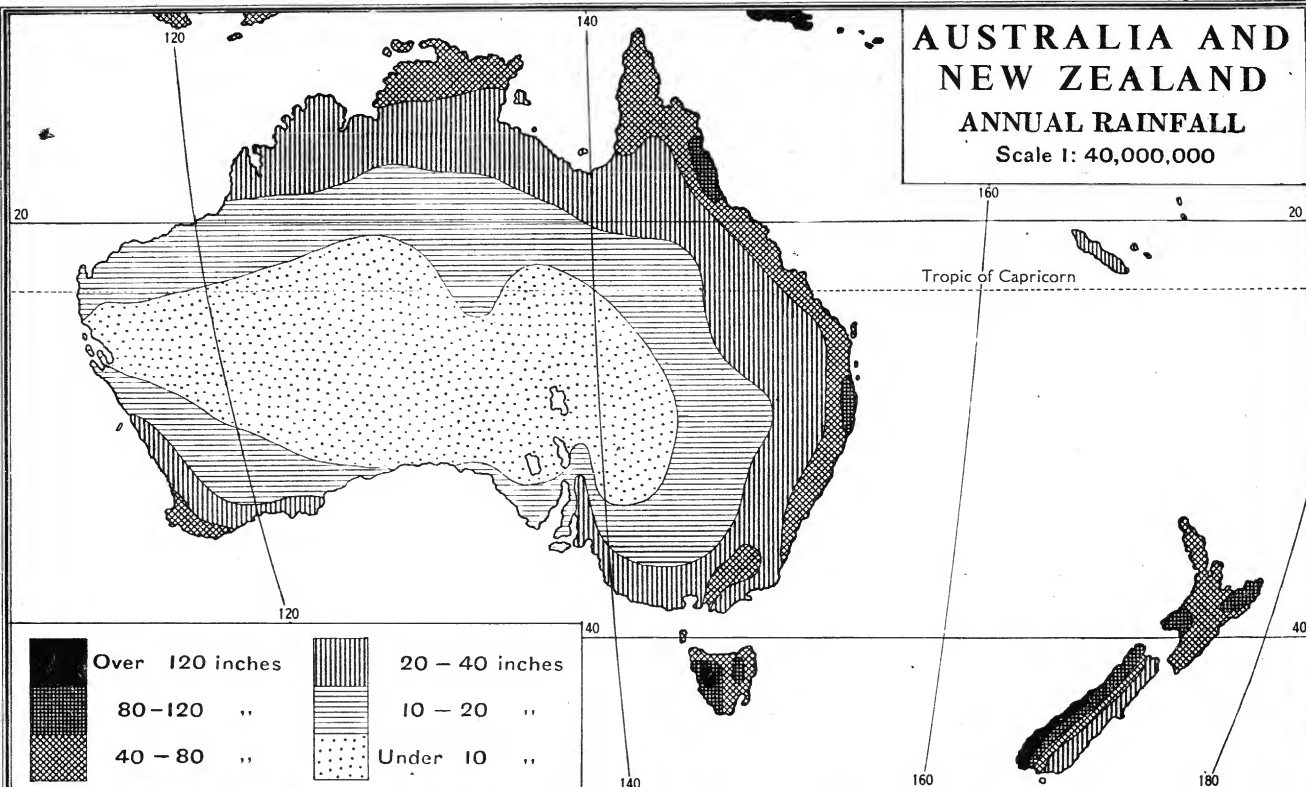 120
140
AUSTRALIA AND
NEW ZEALAND
ANNUAL RAINFALL
Scale 1: 40,000,000
160
20
20
Tropic of Capricorn
120
140
40
Over 120 inches
80-120 ,,
40-80 ,,
20-40 inches
10-20 ,,
Under 10 ,,
140
160
180